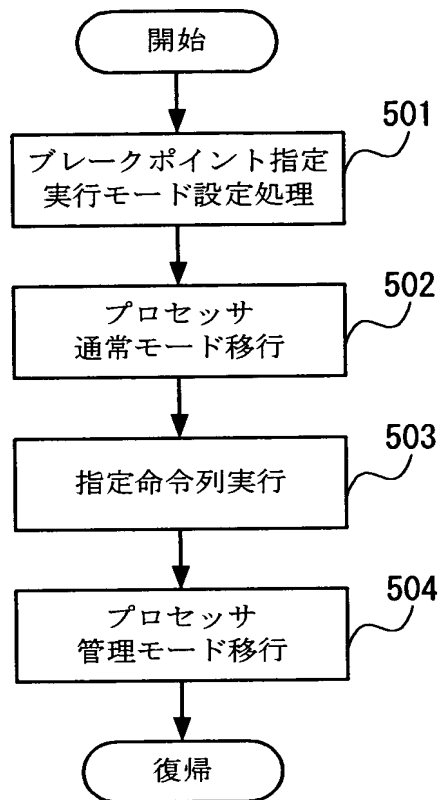 開始
501
ブレークポイント指定
実行モード設定処理
502
プロセッサ
通常モード移行
503
指定命令列実行
504
プロセッサ
管理モード移行
復帰